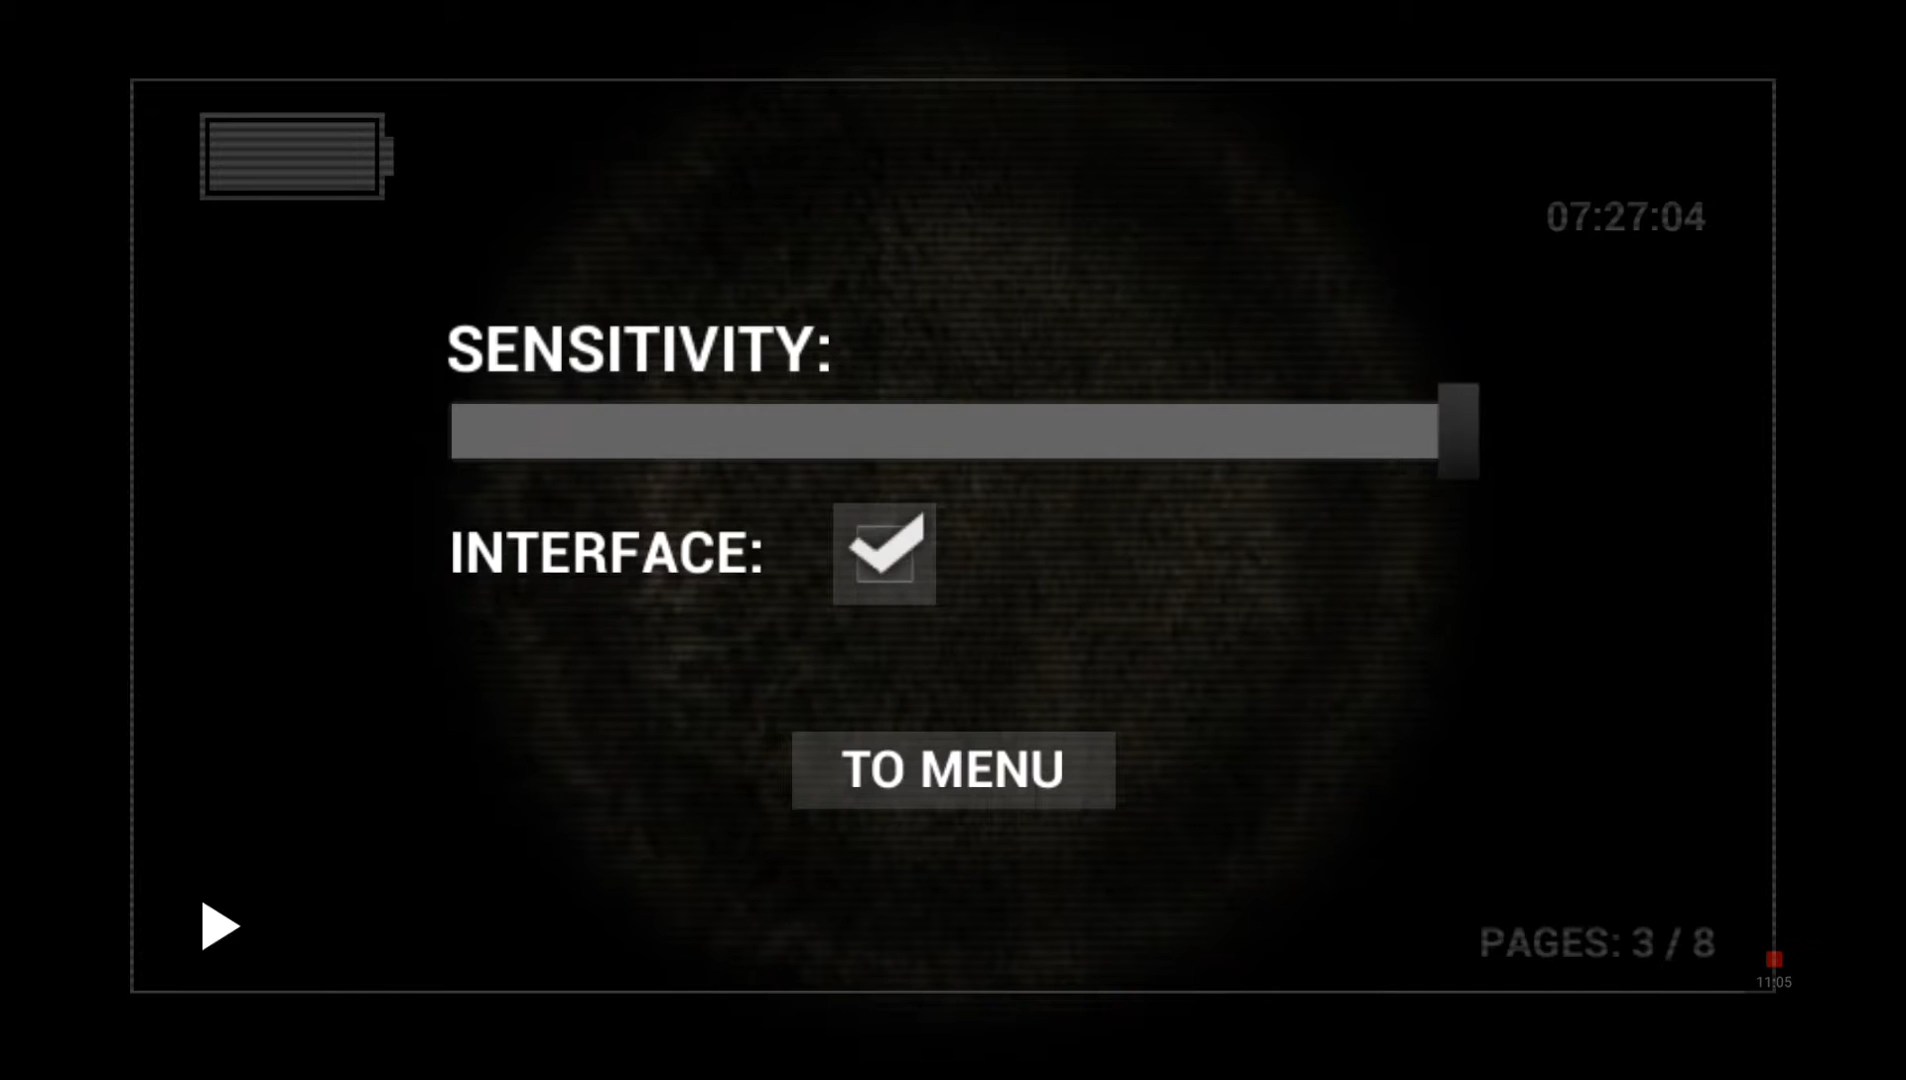 07:27:04
SENSITIVITY:
INTERFACE:
TO MENU
PAGES: 3 / 8
11:05